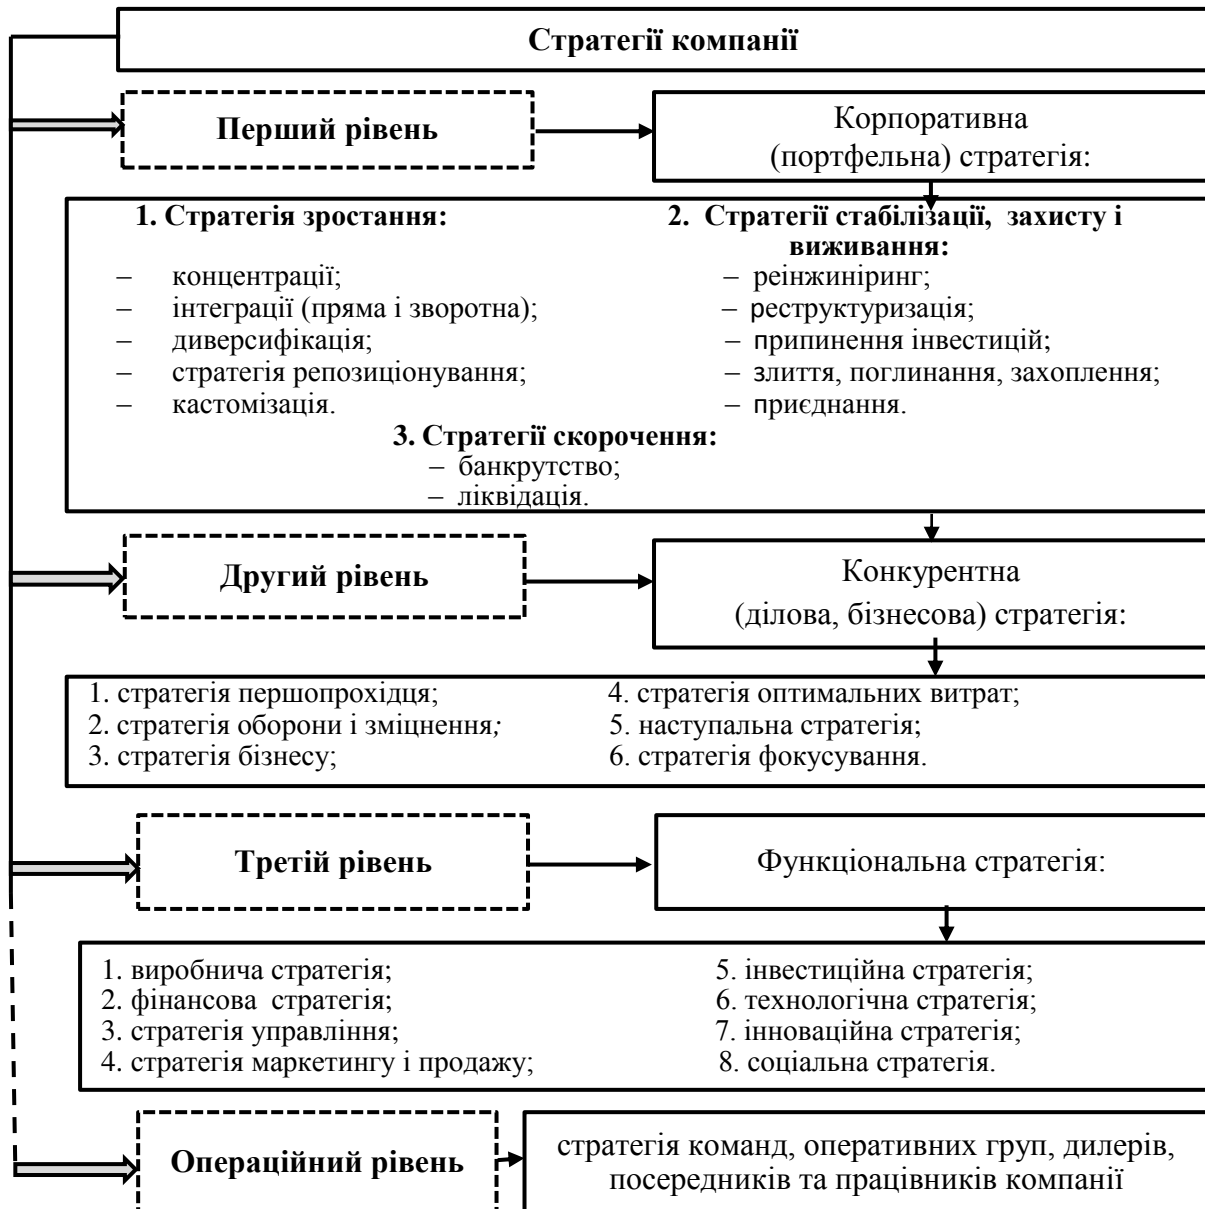 Стратегії компанії
Перший рівень
Корпоративна
(портфельна) стратегія:
1. Стратегія зростання:
– концентрації;
– інтеграції (пряма і зворотна);
– диверсифікація;
– стратегія репозиціонування;
– кастомізація.
2. Стратегії стабілізації, захисту і
виживання:
– реінжиніринг;
– реструктуризація;
– припинення інвестицій;
– злиття, поглинання, захоплення;
– приєднання.
3. Стратегії скорочення:
– банкрутство;
– ліквідація.
Другий рівень
Конкурентна
(ділова, бізнесова) стратегія:
1. стратегія першопрохідця;
2. стратегія оборони і зміцнення;
3. стратегія бізнесу;
4. стратегія оптимальних витрат;
5. наступальна стратегія;
6. стратегія фокусування.
Третій рівень
Функціональна стратегія:
1. виробнича стратегія;
2. фінансова стратегія;
3. стратегія управління;
4. стратегія маркетингу і продажу;
5. інвестиційна стратегія;
6. технологічна стратегія;
7. інноваційна стратегія;
8. соціальна стратегія.
Операційний рівень
стратегія команд, оперативних груп, дилерів,
посередників та працівників компанії